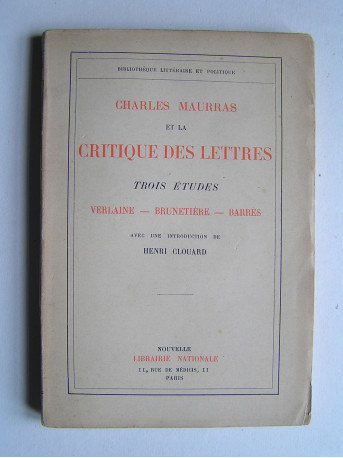 BIBLIOTHÈQUE LITTÉRAIRE ET POLITIQUE
CHARLES MAURRAS
ET LA
CRITIQUE DES LETTRES
TROIS ÉTUDES
VERLAINE — BRUNETIÈRE — BARRÈS
AVEC UNE INTRODUCTION DE
HENRI CLOUARD
NOUVELLE
LIBRAIRIE NATIONALE
11, RUE DE MÉDICIS, 11
PARIS